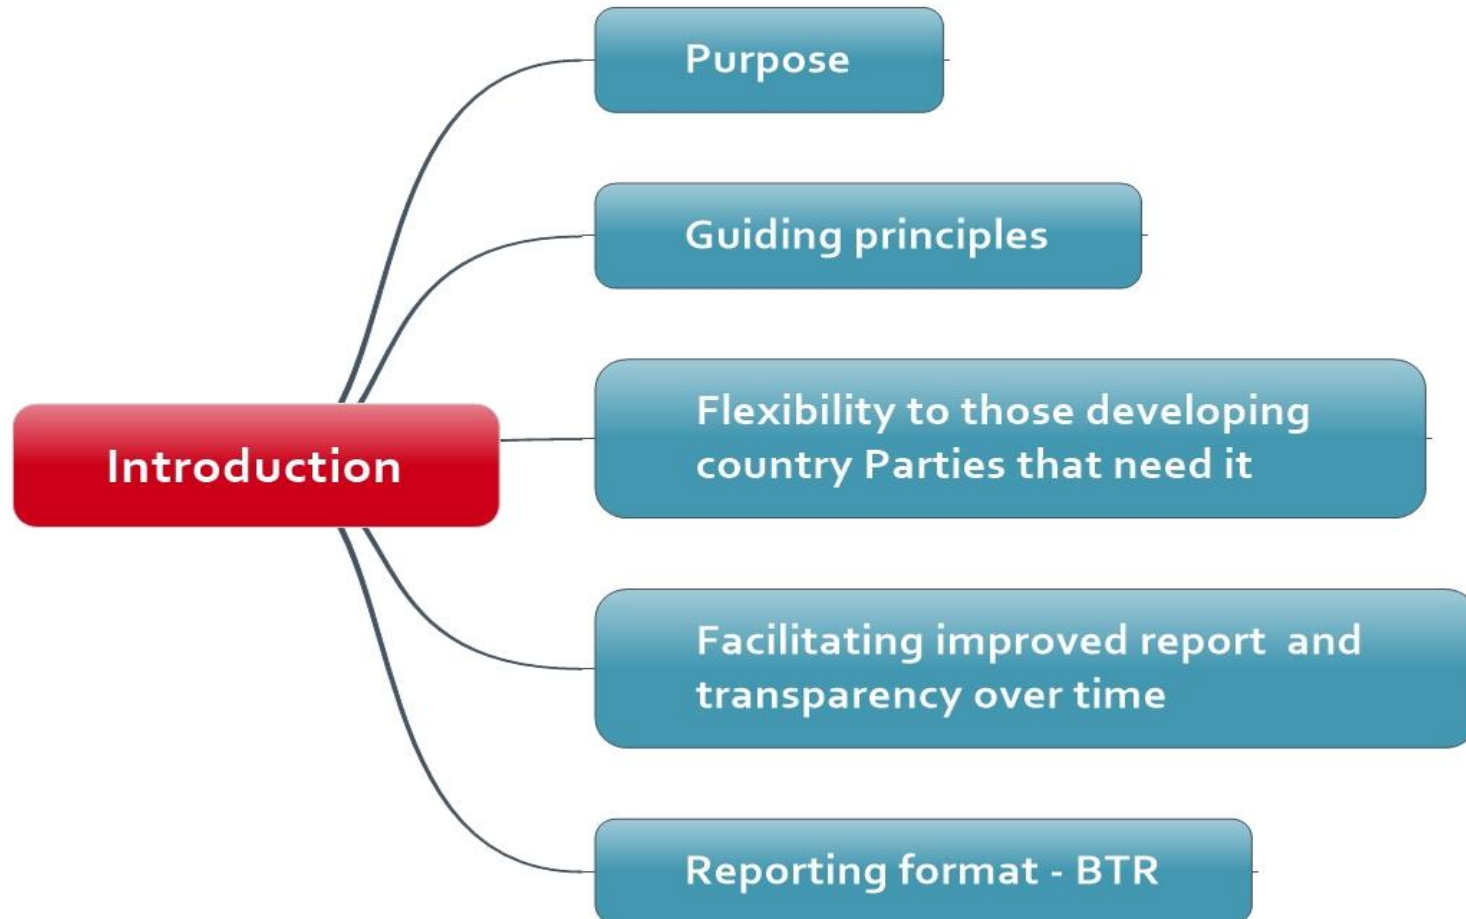 Purpose
Guiding principles
Flexibility to those developing
country Parties that need it
Introduction
Facilitating improved report  and
transparency over time
Reporting format - BTR